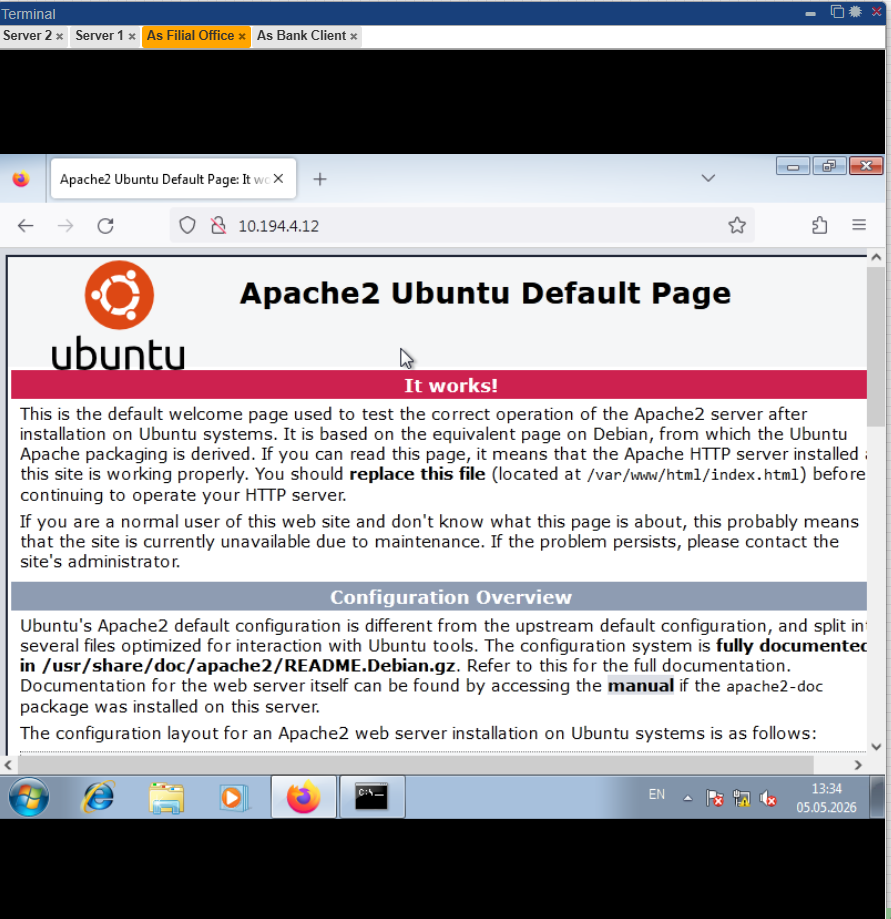 Terminal
Server 2 × Server 1 × As Filial Office × As Bank Client ×
Apache2 Ubuntu Default Page: It wo
10.194.4.12
ubuntu
Apache2 Ubuntu Default Page
It works!
This is the default welcome page used to test the correct operation of the Apache2 server after
installation on Ubuntu systems. It is based on the equivalent page on Debian, from which the Ubuntu
Apache packaging is derived. If you can read this page, it means that the Apache HTTP server installed
this site is working properly. You should replace this file (located at /var/www/html/index.html) before
continuing to operate your HTTP server.
If you are a normal user of this web site and don't know what this page is about, this probably means
that the site is currently unavailable due to maintenance. If the problem persists, please contact the
site's administrator.
Configuration Overview
Ubuntu's Apache2 default configuration is different from the upstream default configuration, and split int
several files optimized for interaction with Ubuntu tools. The configuration system is fully documented
in /usr/share/doc/apache2/README.Debian.gz. Refer to this for the full documentation.
Documentation for the web server itself can be found by accessing the manual if the apache2-doc
package was installed on this server.
The configuration layout for an Apache2 web server installation on Ubuntu systems is as follows:
C:\_
EN
13:34
05.05.2026